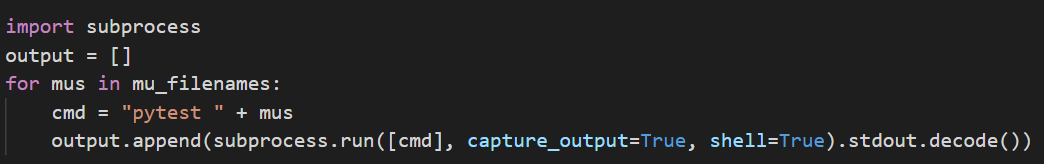 import subprocess
output = []
for mus in mu_filenames:
    cmd = "pytest " + mus
    output.append(subprocess.run([cmd], capture_output=True, shell=True).stdout.decode())